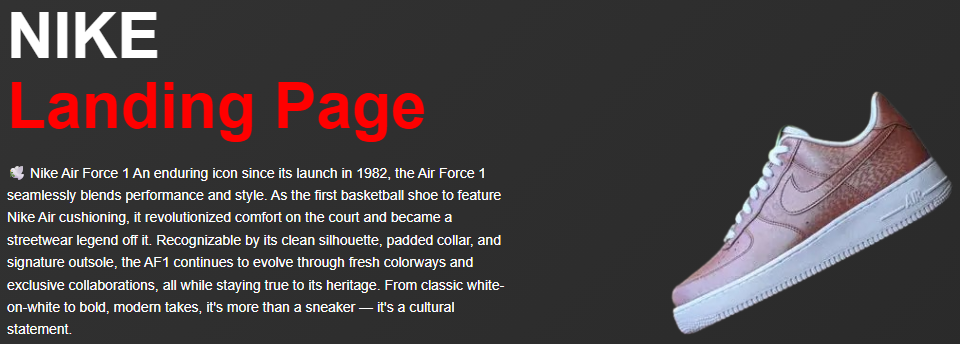 NIKE
Landing Page
Nike Air Force 1 An enduring icon since its launch in 1982, the Air Force 1
seamlessly blends performance and style. As the first basketball shoe to feature
Nike Air cushioning, it revolutionized comfort on the court and became a
streetwear legend off it. Recognizable by its clean silhouette, padded collar, and
signature outsole, the AF1 continues to evolve through fresh colorways and
exclusive collaborations, all while staying true to its heritage. From classic white-
on-white to bold, modern takes, it's more than a sneaker — it's a cultural
statement.
AIR